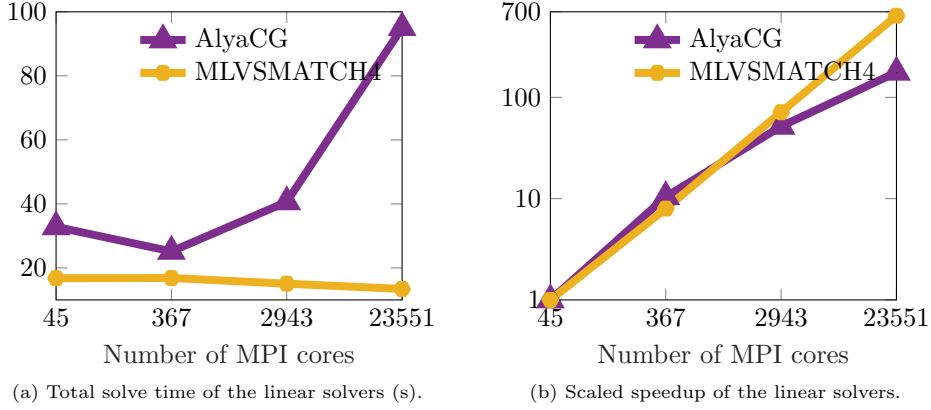 100
80
60
40
20
45
367
2943
23551
AlyaCG
MLVSMATCH4
Number of MPI cores
(a) Total solve time of the linear solvers (s).
700
100
10
1
45
367
2943
23551
AlyaCG
MLVSMATCH4
Number of MPI cores
(b) Scaled speedup of the linear solvers.